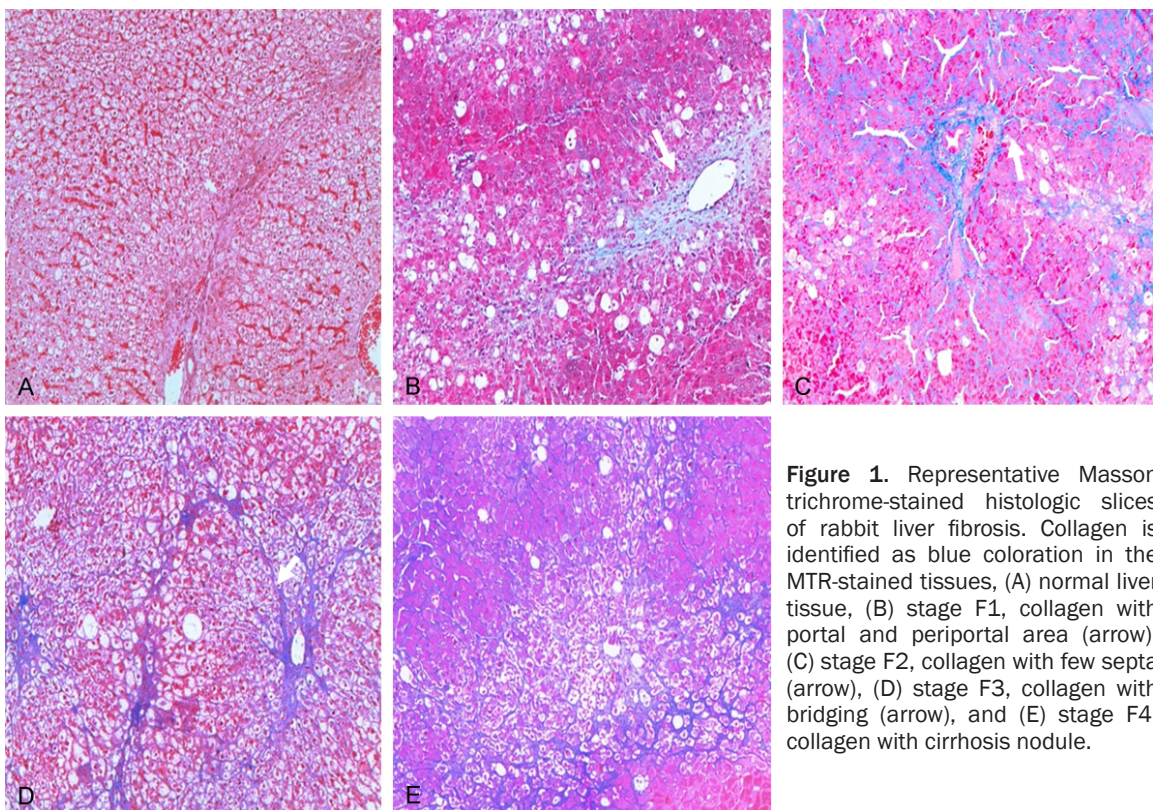 A
B
C
D
E
Figure 1. Representative Masson
trichrome-stained histologic slices
of rabbit liver fibrosis. Collagen is
identified as blue coloration in the
MTR-stained tissues, (A) normal liver
tissue, (B) stage F1, collagen with
portal and periportal area (arrow)
(C) stage F2, collagen with few septa
(arrow), (D) stage F3, collagen with
bridging (arrow), and (E) stage F4
collagen with cirrhosis nodule.